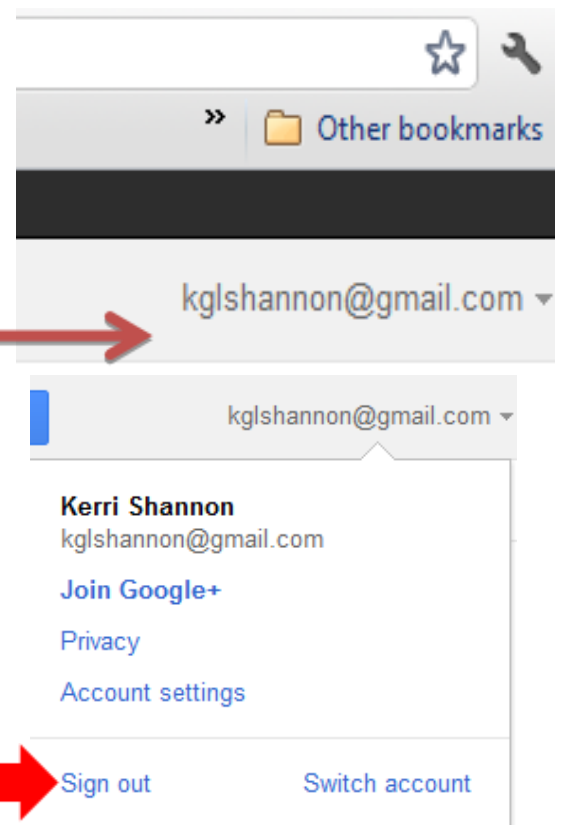 » Other bookmarks
kglshannon@gmail.com
kglshannon@gmail.com
Kerri Shannon
kglshannon@gmail.com
Join Google+
Privacy
Account settings
Sign out Switch account